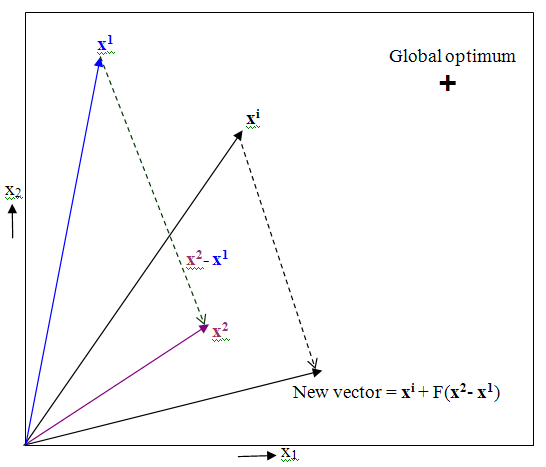 x¹
Global optimum
xⁱ
x₂
x² - x¹
x²
New vector = xⁱ + F(x² - x¹)
x₁